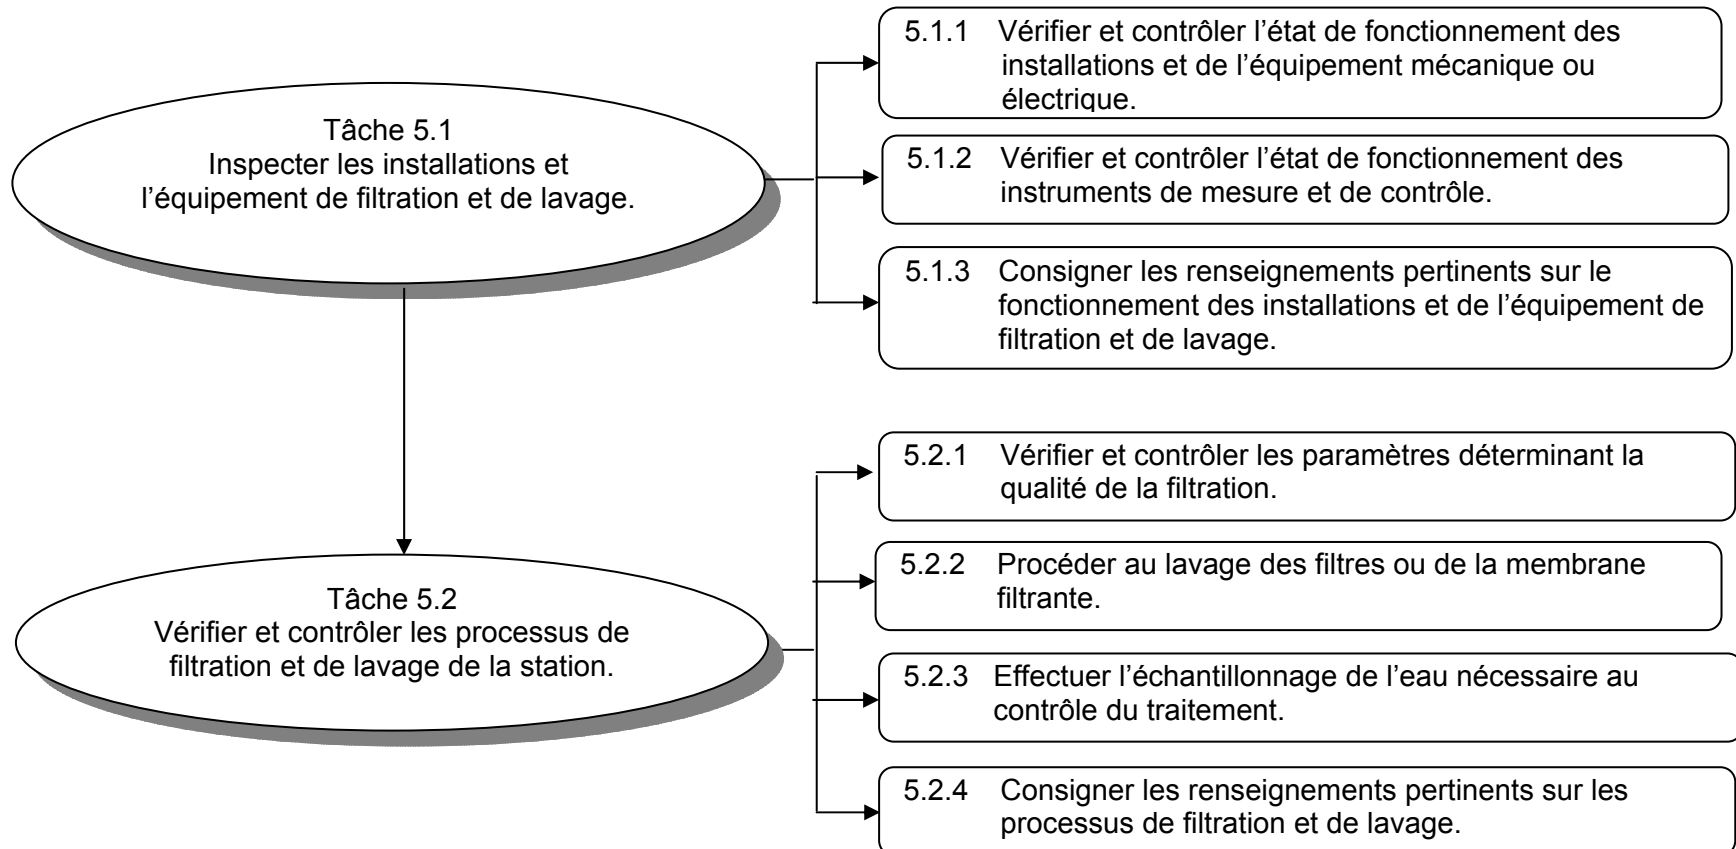 Tâche 5.1
Inspecter les installations et
l’équipement de filtration et de lavage.
5.1.1 Vérifier et contrôler l’état de fonctionnement des
installations et de l’équipement mécanique ou
électrique.
5.1.2 Vérifier et contrôler l’état de fonctionnement des
instruments de mesure et de contrôle.
5.1.3 Consigner les renseignements pertinents sur le
fonctionnement des installations et de l’équipement de
filtration et de lavage.
Tâche 5.2
Vérifier et contrôler les processus de
filtration et de lavage de la station.
5.2.1 Vérifier et contrôler les paramètres déterminant la
qualité de la filtration.
5.2.2 Procéder au lavage des filtres ou de la membrane
filtrante.
5.2.3 Effectuer l’échantillonnage de l’eau nécessaire au
contrôle du traitement.
5.2.4 Consigner les renseignements pertinents sur les
processus de filtration et de lavage.